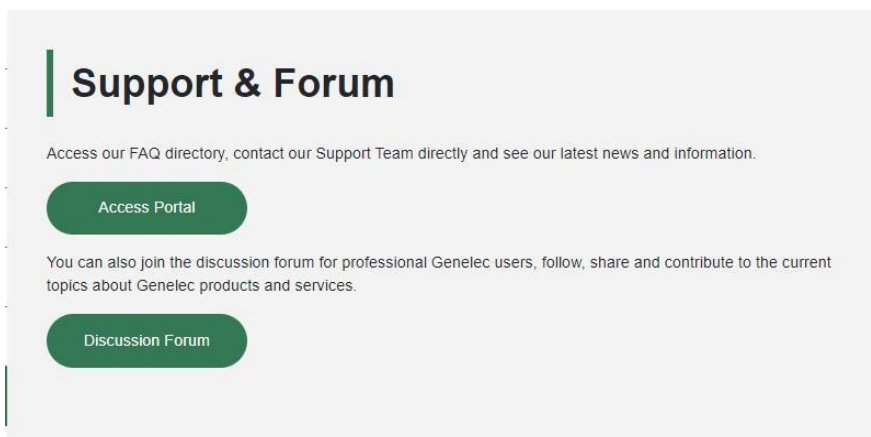 Support & Forum
Access our FAQ directory, contact our Support Team directly and see our latest news and information.
Access Portal
You can also join the discussion forum for professional Genelec users, follow, share and contribute to the current
topics about Genelec products and services.
Discussion Forum